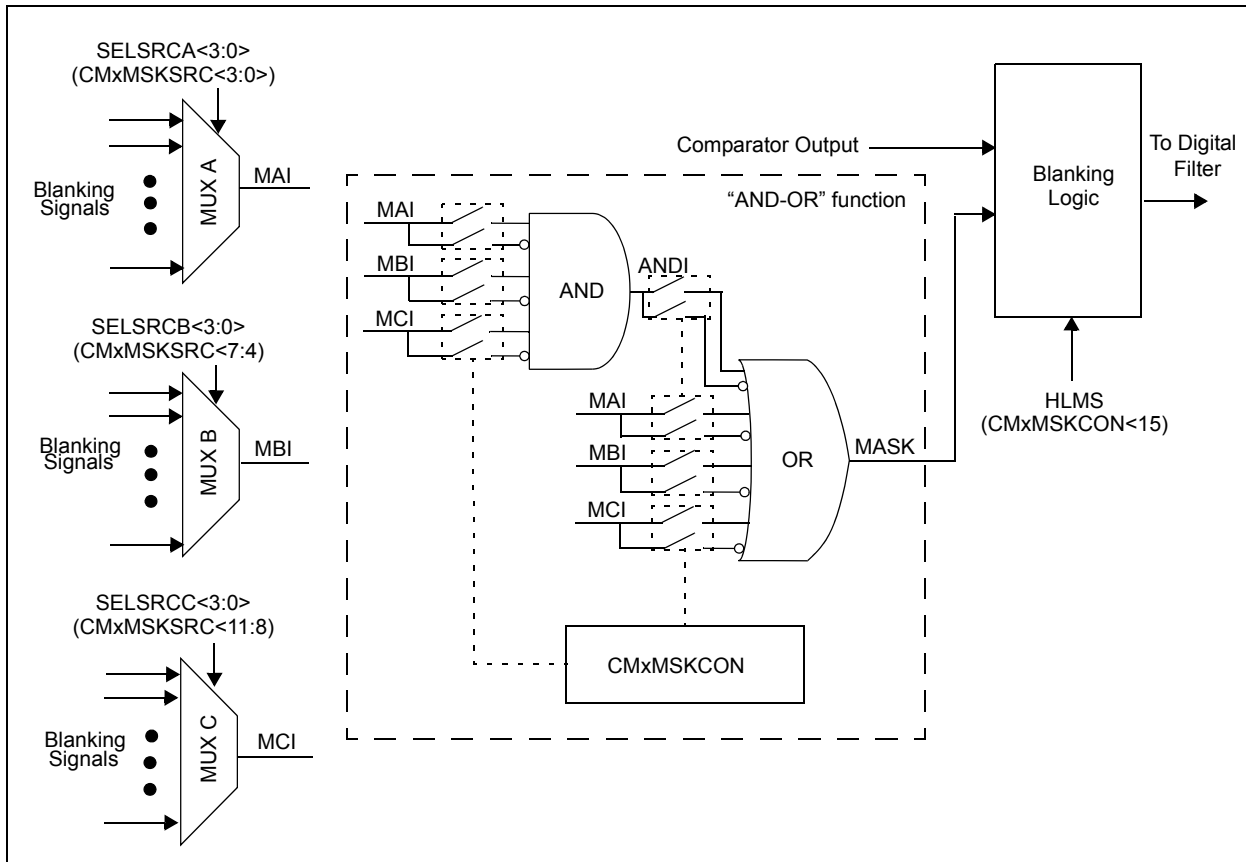 SELSRCA<3:0>
(CMxMSKSRC<3:0>)
MUX A
MAI
Blanking
Signals
SELSRCB<3:0>
(CMxMSKSRC<7:4)
MUX B
MBI
Blanking
Signals
SELSRCC<3:0>
(CMxMSKSRC<11:8)
MUX C
MCI
Blanking
Signals
"AND-OR" function
MAI
MBI
MCI
AND
ANDI
MAI
MBI
MCI
OR
MASK
CMxMSKCON
Comparator Output
Blanking
Logic
To Digital
Filter
HLMS
(CMxMSKCON<15)